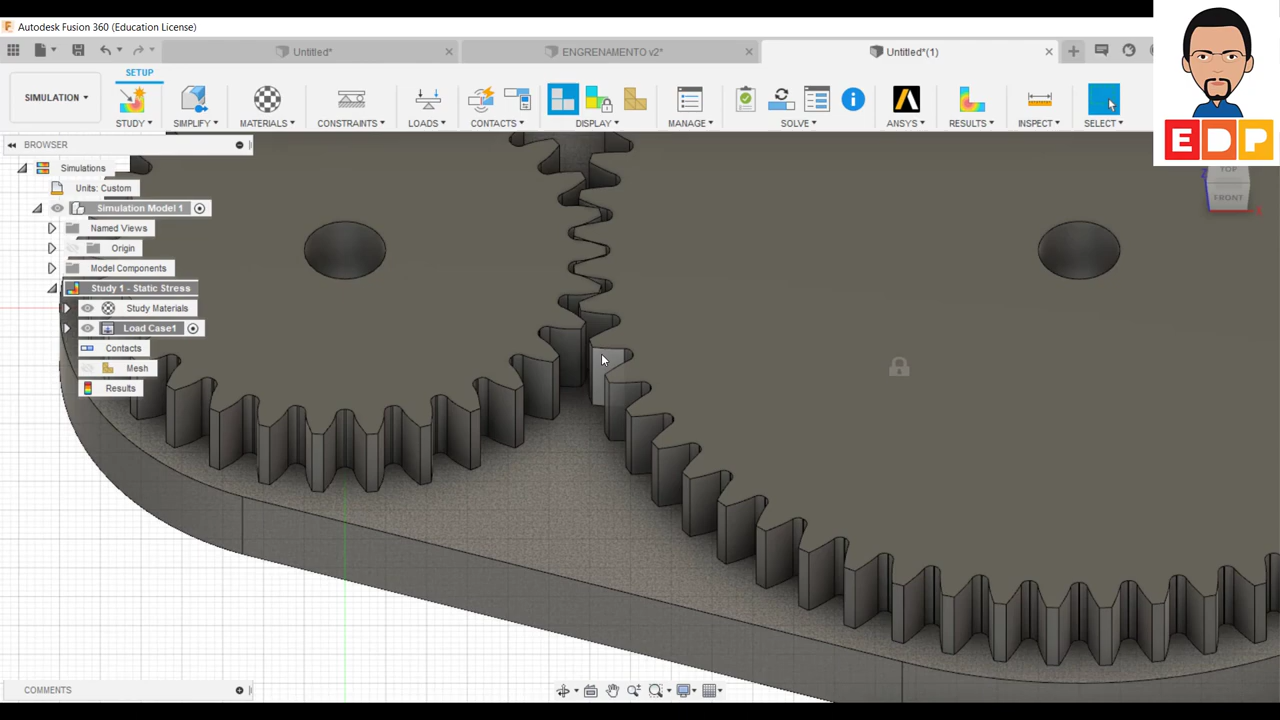 Autodesk Fusion 360 (Education License)
Untitled*
ENGRENAMENTO v2*
Untitled*(1)
SETUP
SIMULATION
STUDY
SIMPLIFY
MATERIALS
CONSTRAINTS
LOADS
CONTACTS
DISPLAY
MANAGE
SOLVE
ANSYS
RESULTS
INSPECT
SELECT
EDP
BROWSER
Simulations
Units: Custom
Simulation Model 1
Named Views
Origin
Model Components
Study 1 - Static Stress
Study Materials
Load Case1
Contacts
Mesh
Results
TOP
FRONT
Z
X
COMMENTS